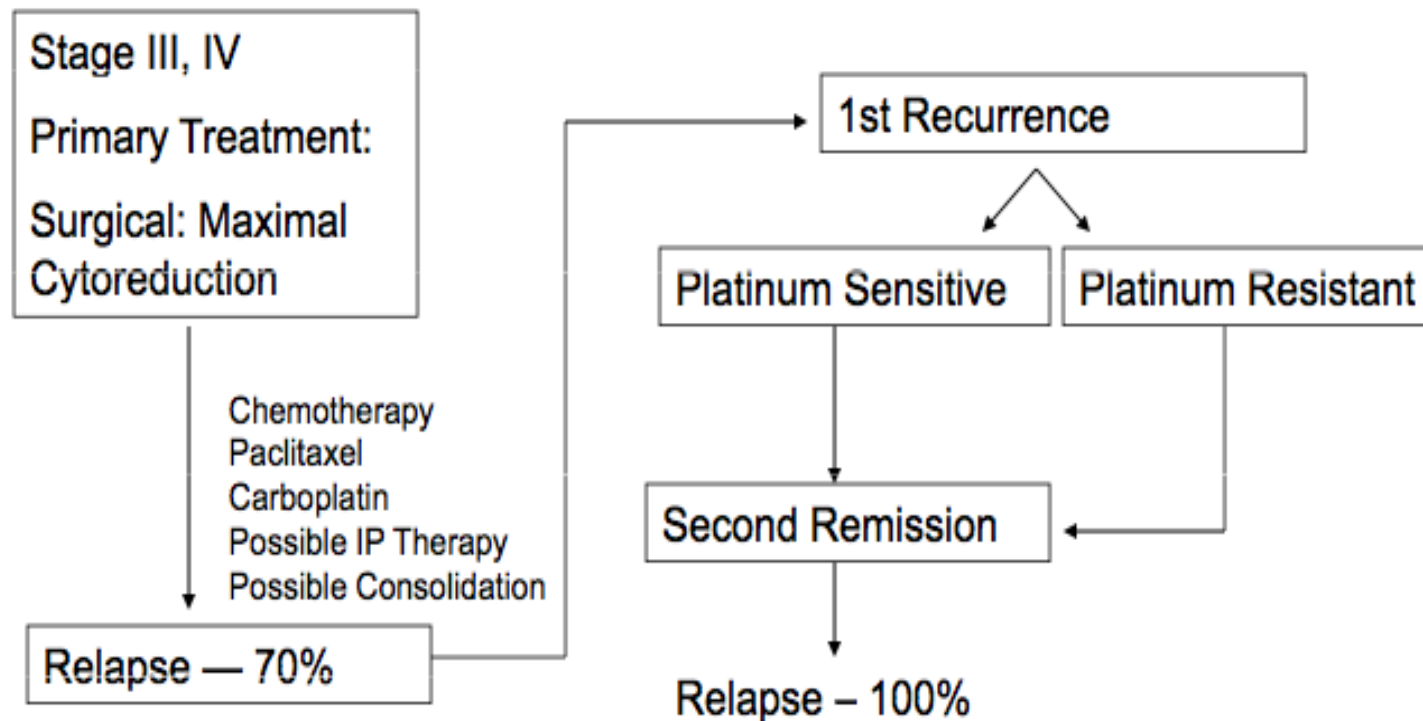 Stage III, IV
Primary Treatment:
Surgical: Maximal
Cytoreduction
Chemotherapy
Paclitaxel
Carboplatin
Possible IP Therapy
Possible Consolidation
Relapse — 70%
1st Recurrence
Platinum Sensitive
Platinum Resistant
Second Remission
Relapse – 100%